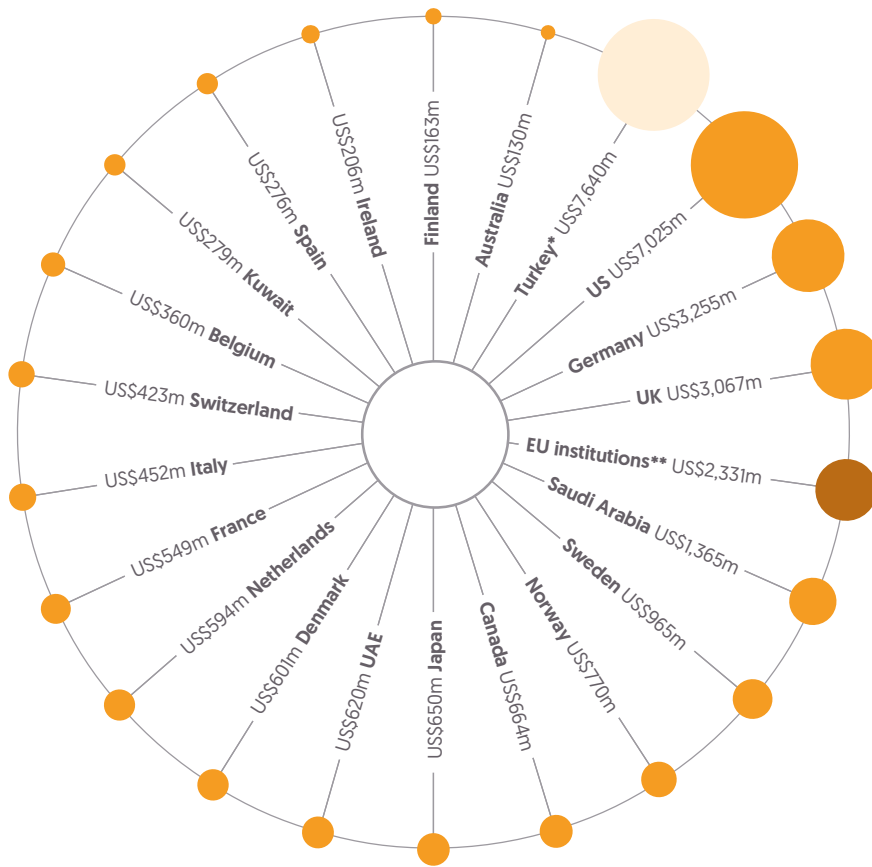 Turkey* US$7,640m
US US$7,025m
Germany US$3,255m
UK US$3,067m
EU institutions** US$2,331m
Saudi Arabia US$1,365m
Sweden US$965m
Norway US$770m
Canada US$664m
US$650m Japan
US$620m UAE
US$601m Denmark
US$594m Netherlands
US$549m France
US$452m Italy
US$423m Switzerland
US$360m Belgium
US$279m Kuwait
US$276m Spain
US$206m Ireland
Finland US$163m
Australia US$130m